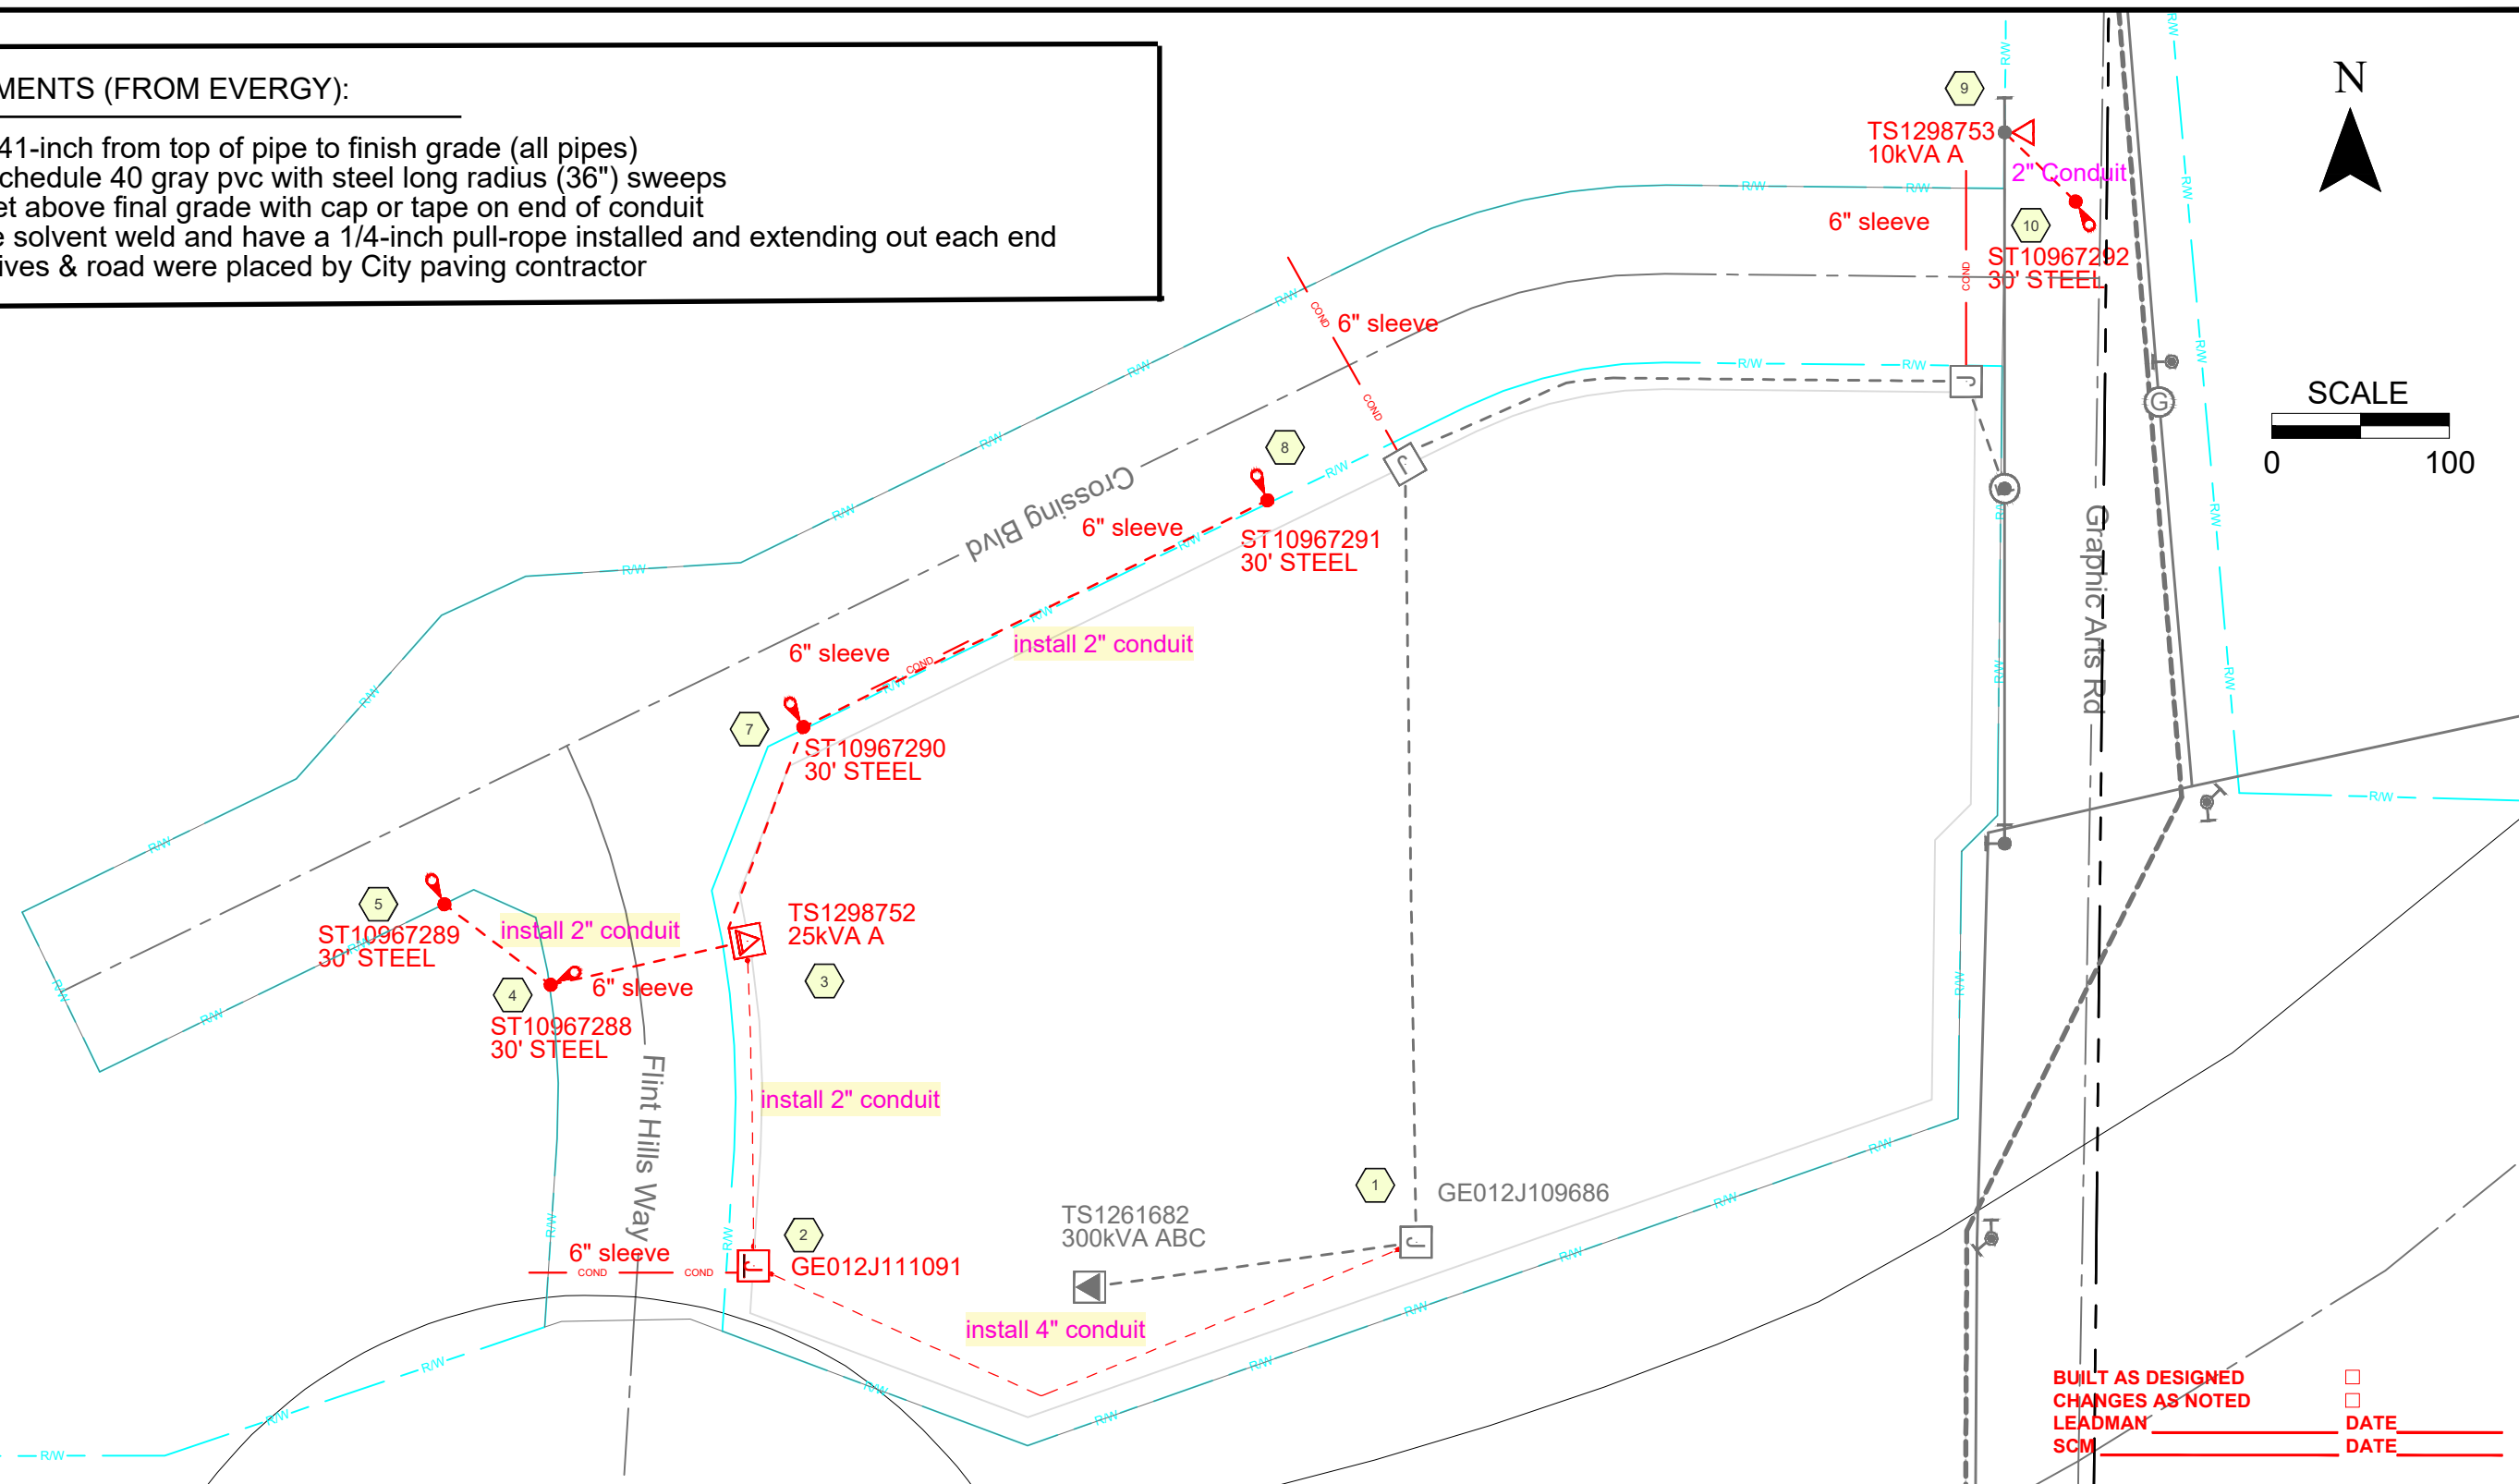 MENTS (FROM EVERGY):
41-inch from top of pipe to finish grade (all pipes)
chedule 40 gray pvc with steel long radius (36") sweeps
et above final grade with cap or tape on end of conduit
e solvent weld and have a 1/4-inch pull-rope installed and extending out each end
ives & road were placed by City paving contractor
N
SCALE
0 100
9
TS1298753
10kVA A
2" Conduit
6" sleeve
10
ST10967292
30' STEEL
COND
R/W
R/W
R/W
R/W
R/W
R/W
R/W
R/W
R/W
R/W
R/W
R/W
R/W
COND
6" sleeve
COND
J
J
G
8
Crossing Blvd
6" sleeve
ST10967291
30' STEEL
R/W
R/W
R/W
R/W
R/W
R/W
R/W
Graphic Arts Rd
install 2" conduit
6" sleeve
COND
7
ST10967290
30' STEEL
R/W
R/W
R/W
R/W
5
ST10967289
30' STEEL
install 2" conduit
TS1298752
25kVA A
3
4
6" sleeve
ST10967288
30' STEEL
R/W
R/W
R/W
Flint Hills Way
install 2" conduit
1
GE012J109686
TS1261682
300kVA ABC
J
2
6" sleeve
GE012J111091
J
COND
COND
R/W
R/W
R/W
R/W
R/W
R/W
install 4" conduit
R/W
R/W
R/W
R/W
R/W
R/W
BUILT AS DESIGNED
CHANGES AS NOTED
LEADMAN DATE
SCM DATE